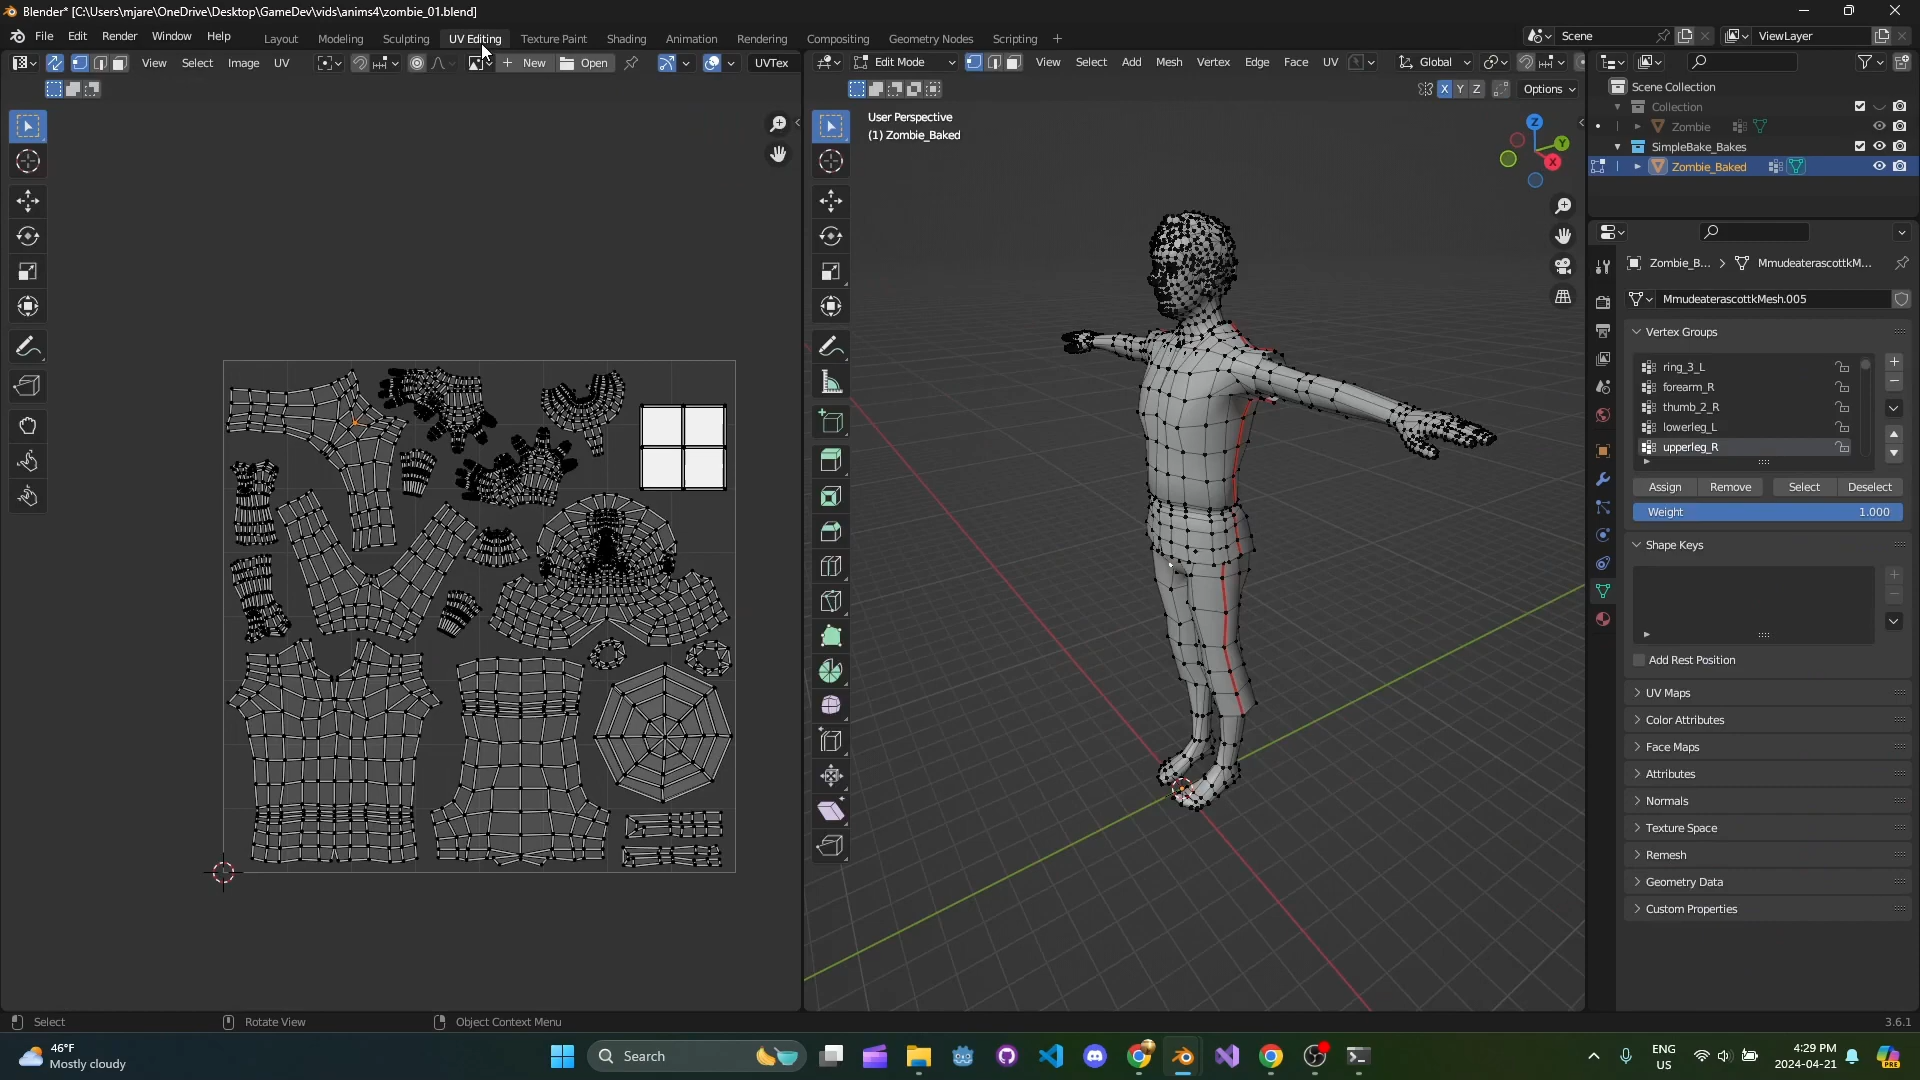 Blender* [C:\Users\mjare\OneDrive\Desktop\GameDev\vids\anims4\zombie_01.blend]
File Edit Render Window Help
Layout Modeling Sculpting UV Editing Texture Paint Shading Animation Rendering Compositing Geometry Nodes Scripting +
Scene
ViewLayer
View Select Image UV
New
Open
UVTex
Edit Mode
View Select Add Mesh Vertex Edge Face UV
Global
X Y Z
Options
User Perspective
(1) Zombie_Baked
Z
Y
X
Scene Collection
Collection
Zombie
SimpleBake_Bakes
Zombie_Baked
Zombie_B...
MmudeaterascottkM...
MmudeaterascottkMesh.005
Vertex Groups
ring_3_L
forearm_R
thumb_2_R
lowerleg_L
upperleg_R
Assign
Remove
Select
Deselect
Weight 1.000
Shape Keys
Add Rest Position
UV Maps
Color Attributes
Face Maps
Attributes
Normals
Texture Space
Remesh
Geometry Data
Custom Properties
Select
Rotate View
Object Context Menu
3.6.1
46°F
Mostly cloudy
Search
ENG
US
4:29 PM
2024-04-21
PRE